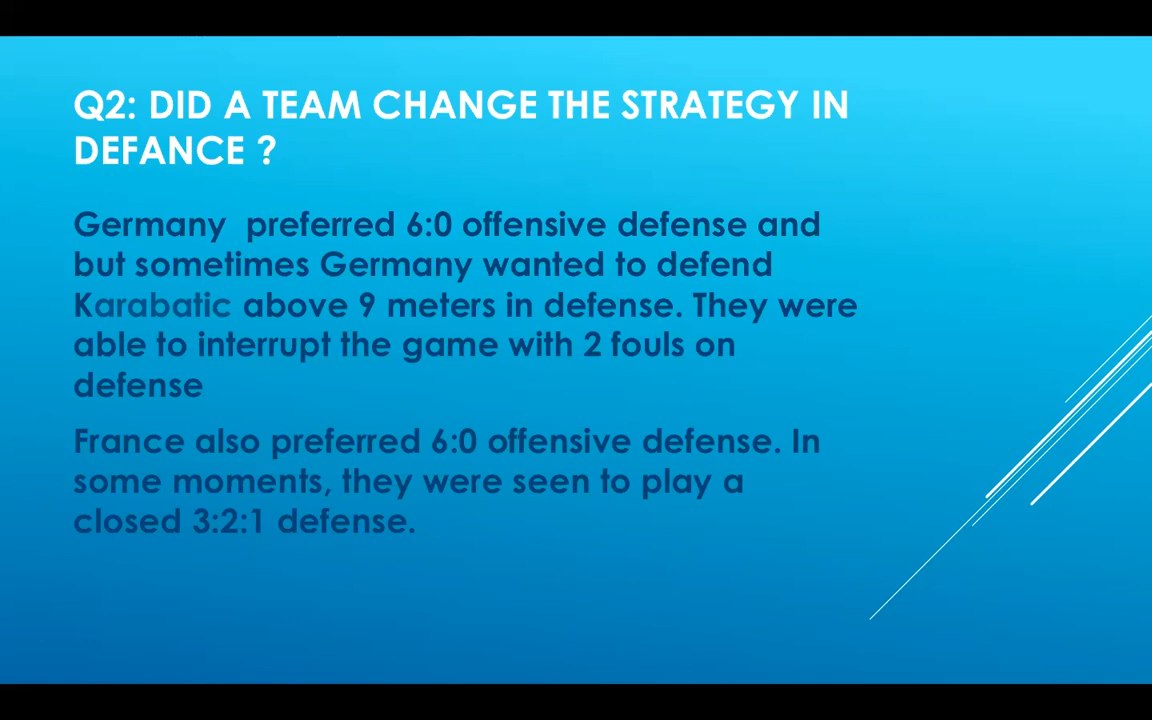 Q2: DID A TEAM CHANGE THE STRATEGY IN
DEFANCE ?
Germany  preferred 6:0 offensive defense and
but sometimes Germany wanted to defend
Karabatic above 9 meters in defense. They were
able to interrupt the game with 2 fouls on
defense
France also preferred 6:0 offensive defense. In
some moments, they were seen to play a
closed 3:2:1 defense.